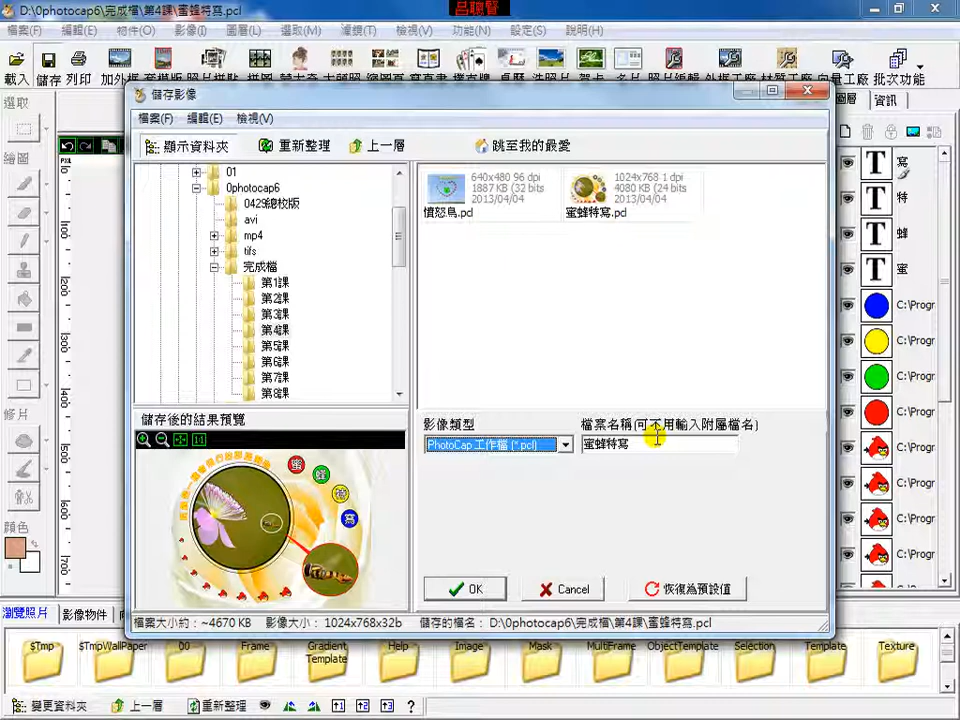 D:\0photocap6\完成檔\第4課\蜜蜂特寫.pcl
呂聰賢
檔案(F) 編輯(E) 物件(O) 影像(I) 圖層(L) 選取(M) 濾鏡(T) 檢視(V) 功能(N) 設定(S) 說明(H)
載入 儲存 列印
批次功能
選取
儲存影像
圖層 資訊
檔案(F) 編輯(E) 檢視(V)
顯示資料夾 重新整理 上一層 跳至我的最愛
繪圖
01
0photocap6
0429總校版
avi
mp4
tifs
完成檔
第1課
第2課
第3課
第4課
第5課
第6課
第7課
第8課
640x480 96 dpi
1887 KB (32 bits
2013/04/04
憤怒鳥.pcl
1024x768 1 dpi
4080 KB (24 bits
2013/04/04
蜜蜂特寫.pcl
T 寫
T 特
T 蜂
T 蜜
C:\Progr
C:\Progr
C:\Progr
C:\Progr
C:\Progr
C:\Progr
C:\Progr
C:\Progr
修片
顏色
儲存後的結果預覽
影像類型
PhotoCap 工作檔 (*.pcl)
檔案名稱(可不用輸入附屬檔名)
蜜蜂特寫
蜜
蜂
特
寫
OK Cancel 恢復為預設值
檔案大小約：~4670 KB 影像大小：1024x768x32b 儲存的檔名：D:\0photocap6\完成檔\第4課\蜜蜂特寫.pcl
瀏覽照片 影像物件
$Tmp $TmpWallPaper 00 Frame Gradient Template Help Image Mask MultiFrame ObjectTemplate Selection Template Texture
變更資料夾 上一層 重新整理